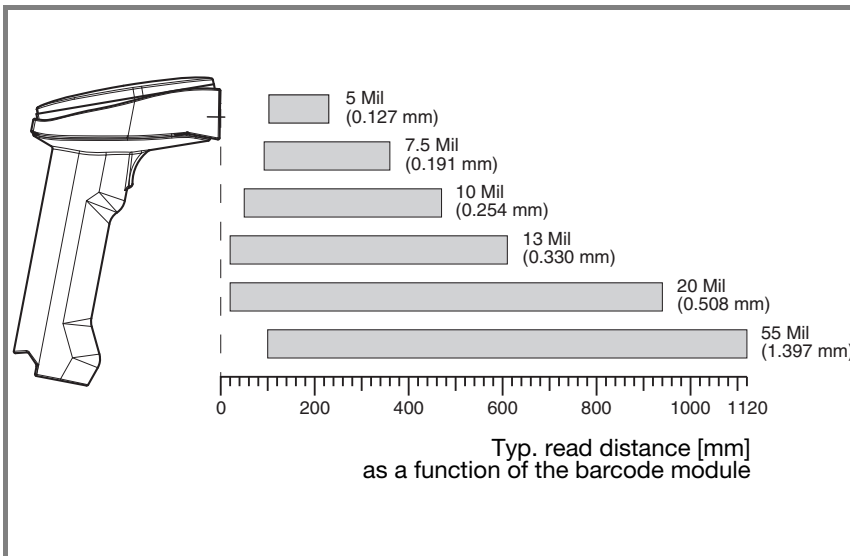 5 Mil
(0.127 mm)
7.5 Mil
(0.191 mm)
10 Mil
(0.254 mm)
13 Mil
(0.330 mm)
20 Mil
(0.508 mm)
55 Mil
(1.397 mm)
0 200 400 600 800 1000 1120
Typ. read distance [mm]
as a function of the barcode module